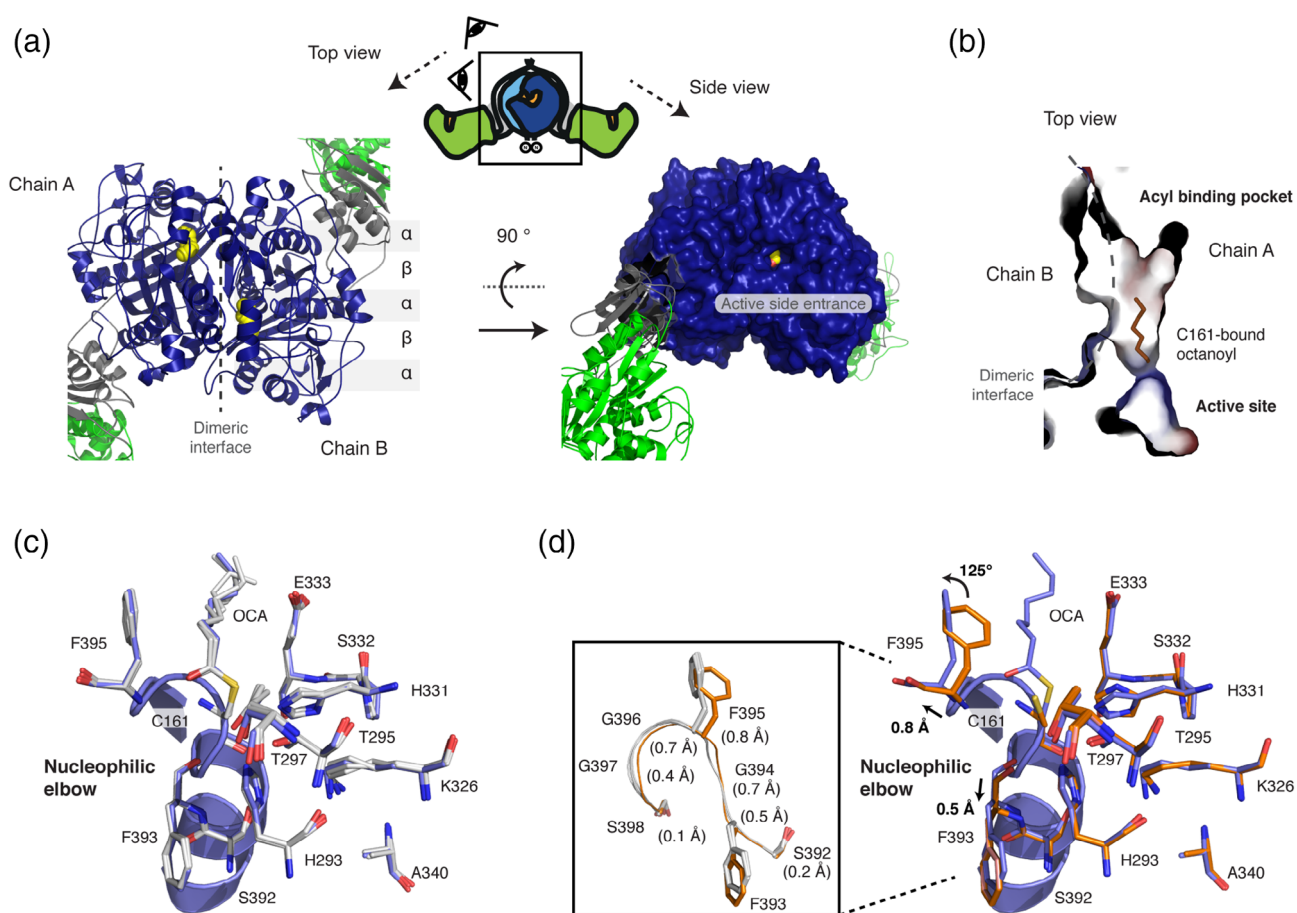 (a)
Top view
Side view
Chain A
α
β
α
β
α
Dimeric
interface
Chain B
90 °
Active side entrance
(b)
Top view
Acyl binding pocket
Chain A
Chain B
C161-bound
octanoyl
Dimeric
interface
Active site
(c)
E333
OCA
F395
S332
H331
C161
T295
T297
Nucleophilic
elbow
K326
F393
H293
A340
S392
(d)
G396
F395
(0.7 Å)
(0.8 Å)
G397
(0.4 Å)
G394
(0.7 Å)
(0.5 Å)
S398
(0.1 Å)
S392
(0.2 Å)
F393
125°
E333
OCA
F395
S332
H331
C161
0.8 Å
T295
T297
Nucleophilic
elbow
K326
0.5 Å
F393
H293
A340
S392